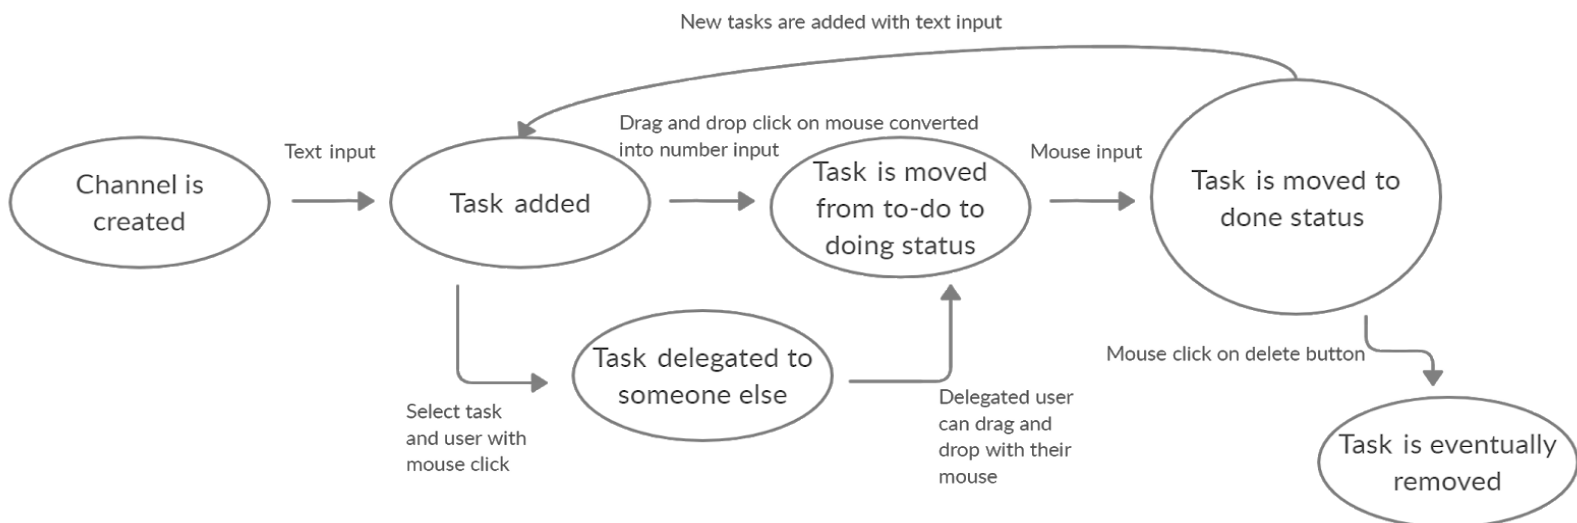 New tasks are added with text input
Channel is
created
Text input
Task added
Drag and drop click on mouse converted
into number input
Task is moved
from to-do to
doing status
Mouse input
Task is moved to
done status
Select task
and user with
mouse click
Task delegated to
someone else
Delegated user
can drag and
drop with their
mouse
Mouse click on delete button
Task is eventually
removed